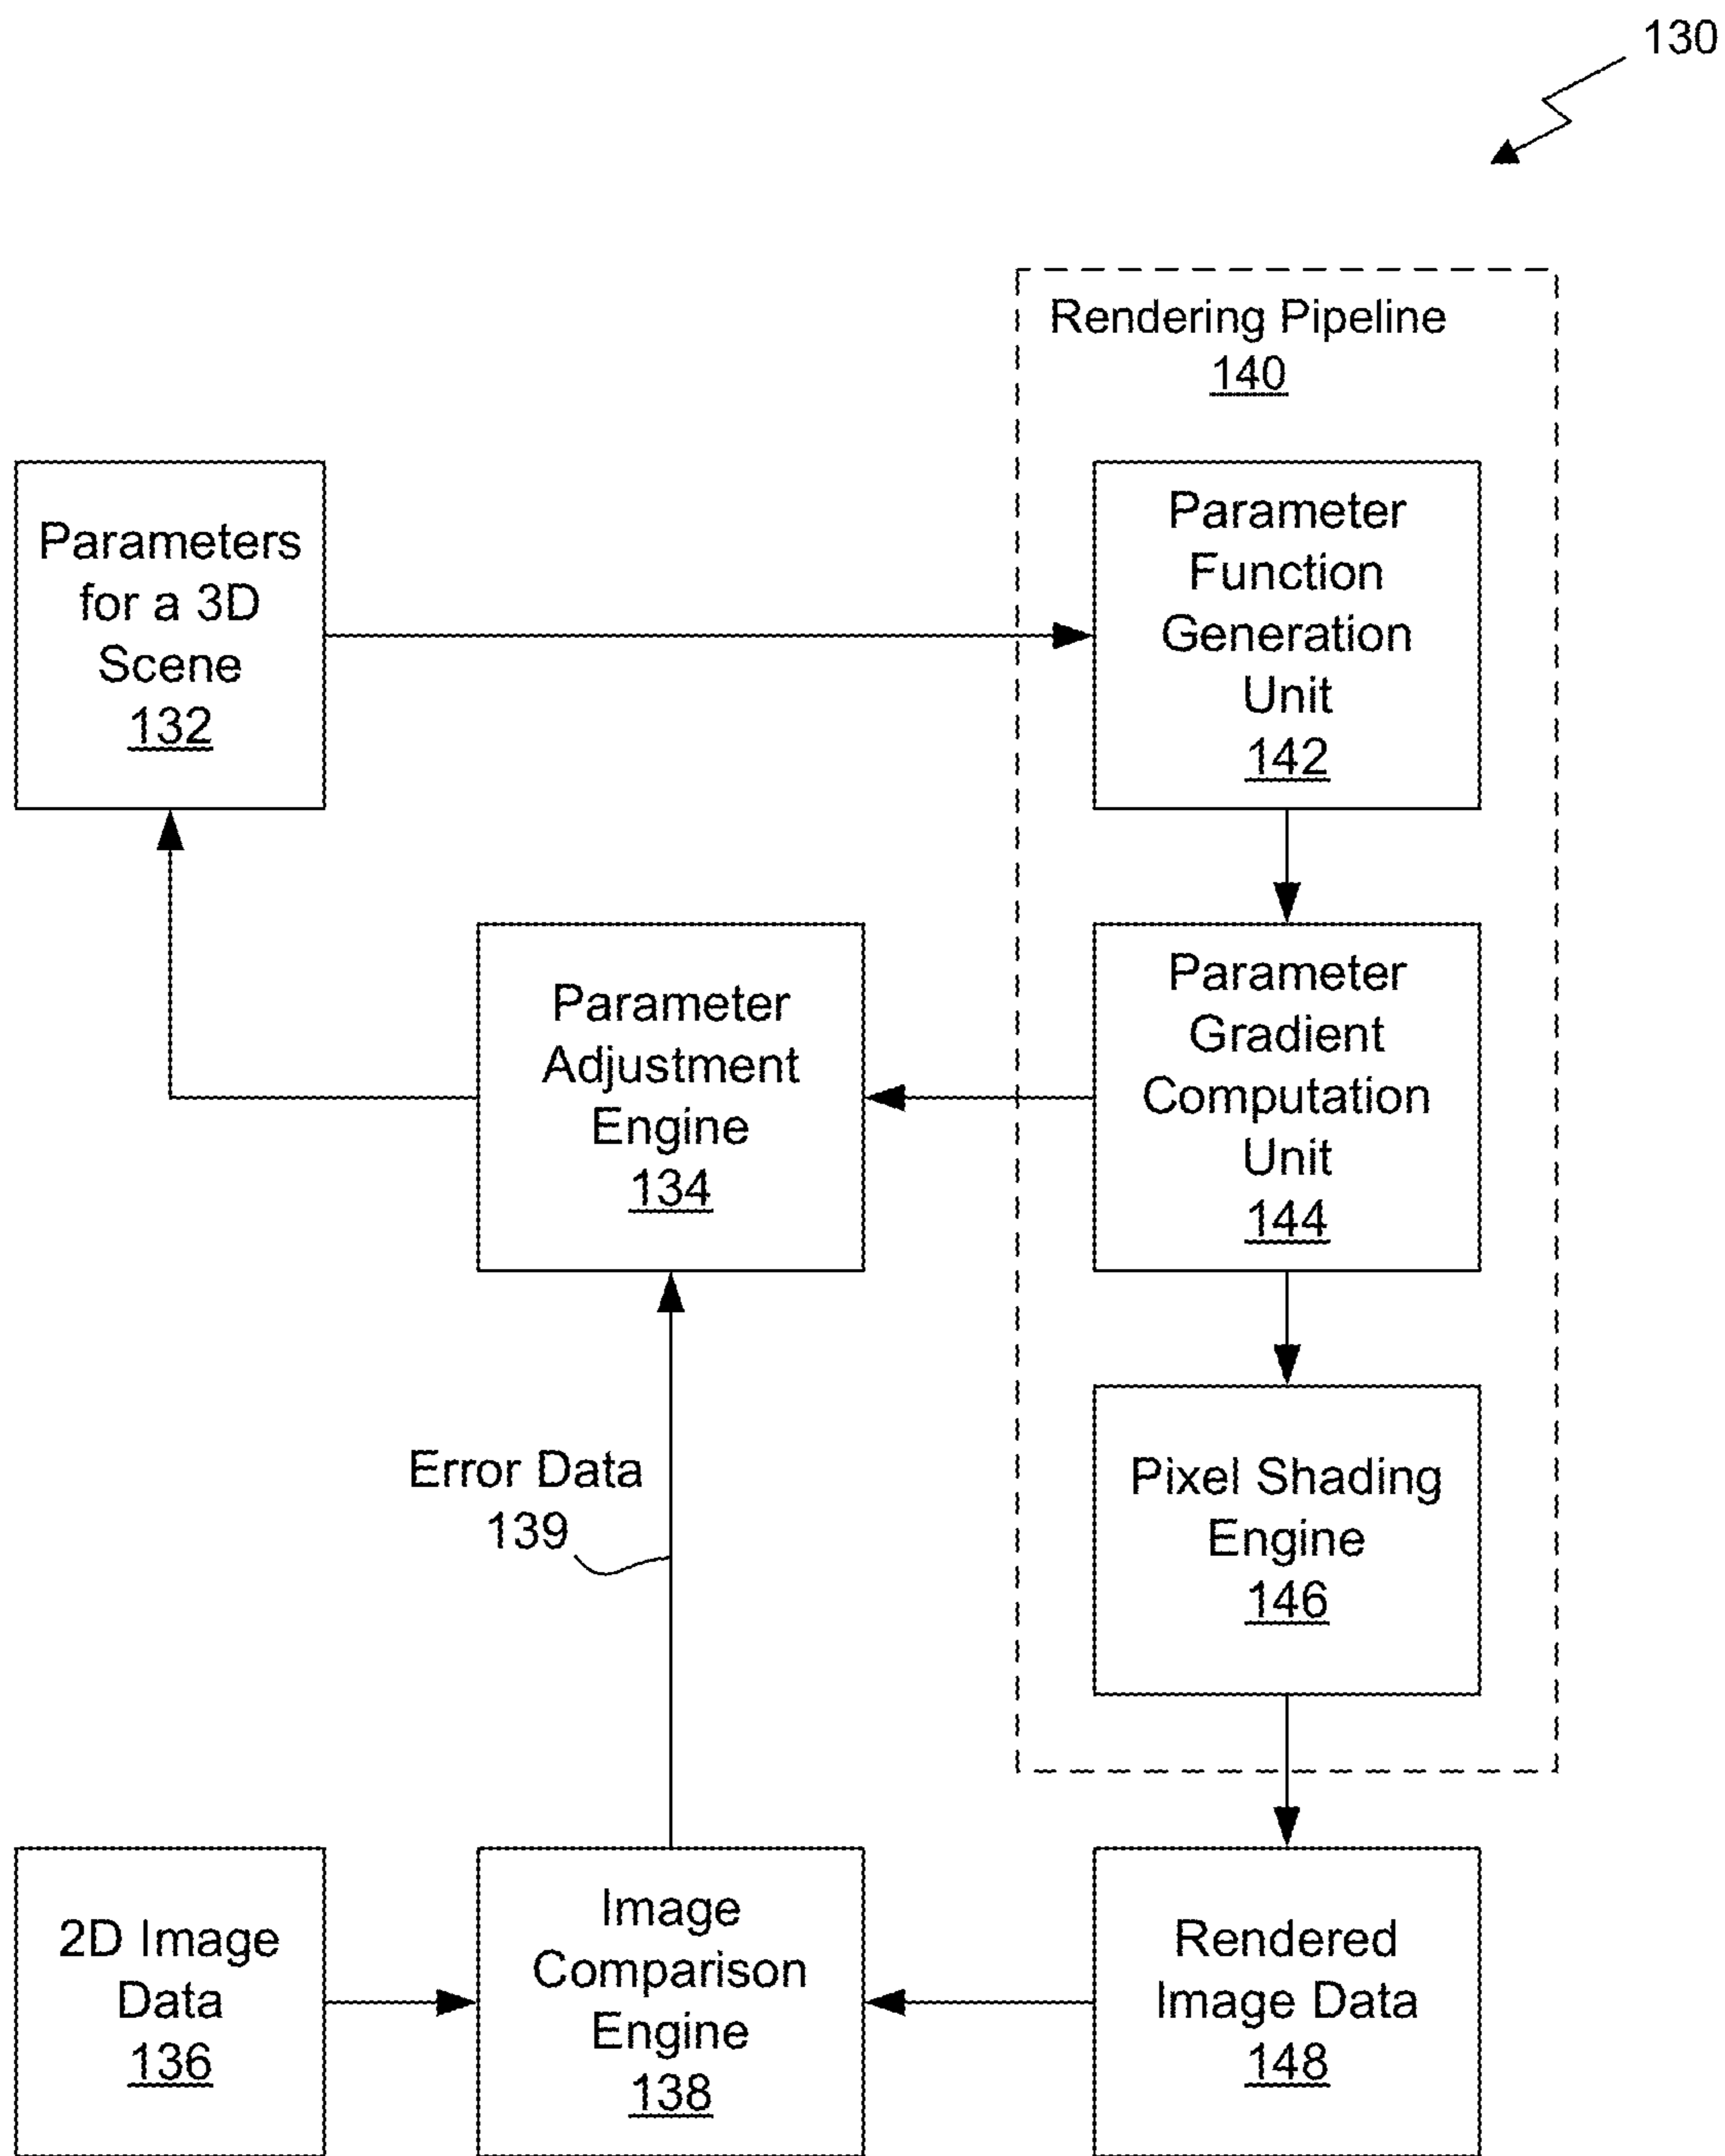 130
Rendering Pipeline
140
Parameters
for a 3D
Scene
132
Parameter
Function
Generation
Unit
142
Parameter
Adjustment
Engine
134
Parameter
Gradient
Computation
Unit
144
Error Data
139
Pixel Shading
Engine
146
2D Image
Data
136
Image
Comparison
Engine
138
Rendered
Image Data
148